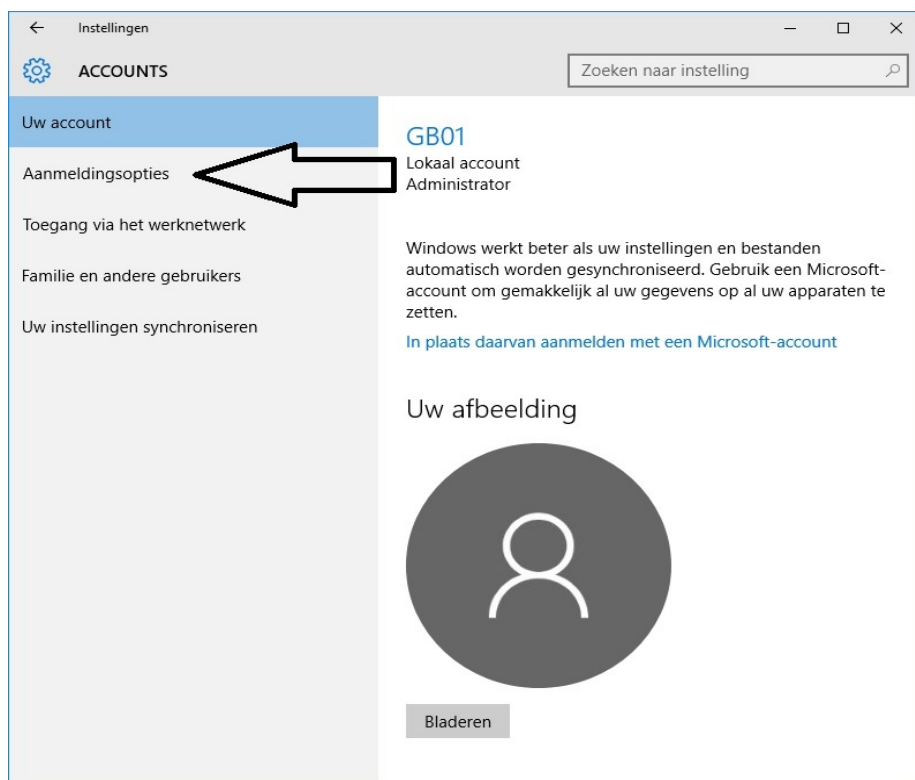 Instellingen
ACCOUNTS
Zoeken naar instelling
Uw account
Aanmeldingsopties
Toegang via het werknetwerk
Familie en andere gebruikers
Uw instellingen synchroniseren
GB01
Lokaal account
Administrator
Windows werkt beter als uw instellingen en bestanden
automatisch worden gesynchroniseerd. Gebruik een Microsoft-
account om gemakkelijk al uw gegevens op al uw apparaten te
zetten.
In plaats daarvan aanmelden met een Microsoft-account
Uw afbeelding
Bladeren